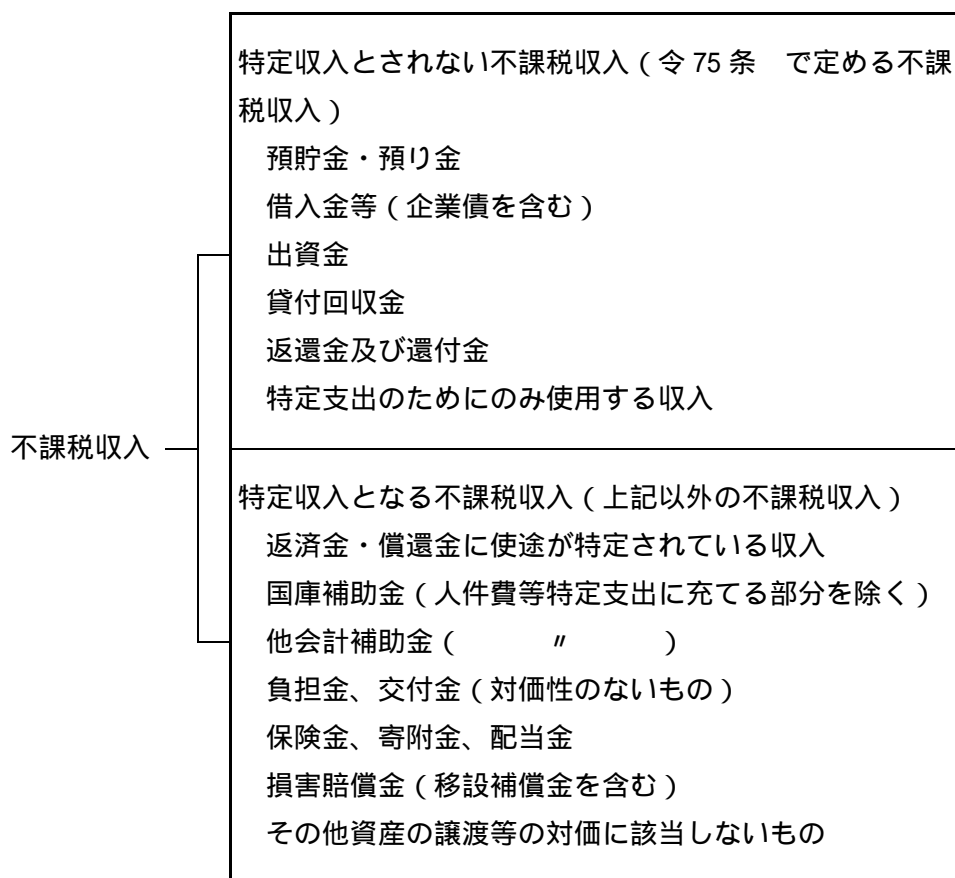 特定収入とされない不課税収入（令75条　で定める不課
税収入）
預貯金・預り金
借入金等（企業債を含む）
出資金
貸付回収金
返還金及び還付金
特定支出のためにのみ使用する収入
不課税収入
特定収入となる不課税収入（上記以外の不課税収入）
返済金・償還金に使途が特定されている収入
国庫補助金（人件費等特定支出に充てる部分を除く）
他会計補助金（　　　〃　　　）
負担金、交付金（対価性のないもの）
保険金、寄附金、配当金
損害賠償金（移設補償金を含む）
その他資産の譲渡等の対価に該当しないもの